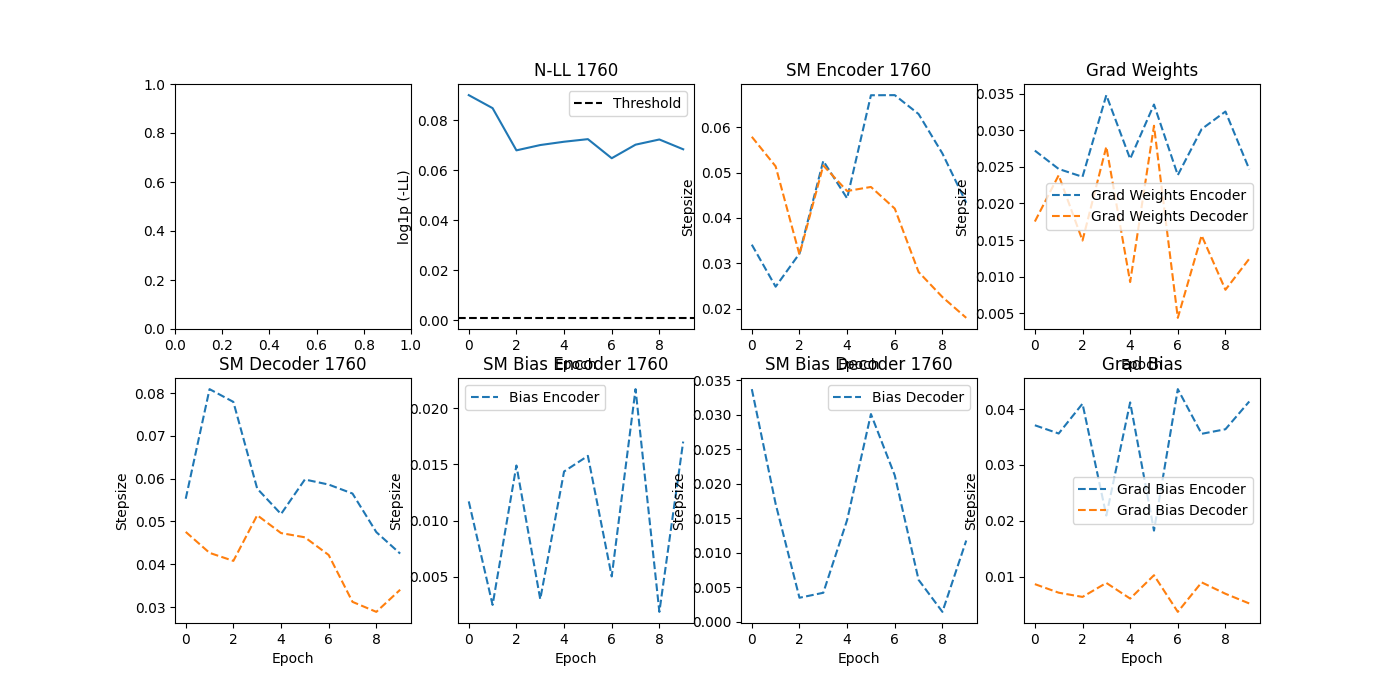 N-LL 1760
SM Encoder 1760
Grad Weights
1.0
0.8
0.6
0.4
0.2
0.0
0.0 0.2 0.4 0.6 0.8 1.0
log1p (-LL)
0.08
0.06
0.04
0.02
0.00
Threshold
0 2 4 6 8
Epoch
Stepsize
0.06
0.05
0.04
0.03
0.02
0 2 4 6 8
Epoch
Stepsize
0.035
0.030
0.025
0.020
0.015
0.010
0.005
Grad Weights Encoder
Grad Weights Decoder
0 2 4 6 8
Epoch
SM Decoder 1760
SM Bias Encoder 1760
SM Bias Decoder 1760
Grad Bias
Stepsize
0.08
0.07
0.06
0.05
0.04
0.03
0 2 4 6 8
Epoch
Stepsize
0.020
0.015
0.010
0.005
Bias Encoder
0 2 4 6 8
Epoch
Stepsize
0.035
0.030
0.025
0.020
0.015
0.010
0.005
0.000
Bias Decoder
0 2 4 6 8
Epoch
Stepsize
0.04
0.03
0.02
0.01
Grad Bias Encoder
Grad Bias Decoder
0 2 4 6 8
Epoch